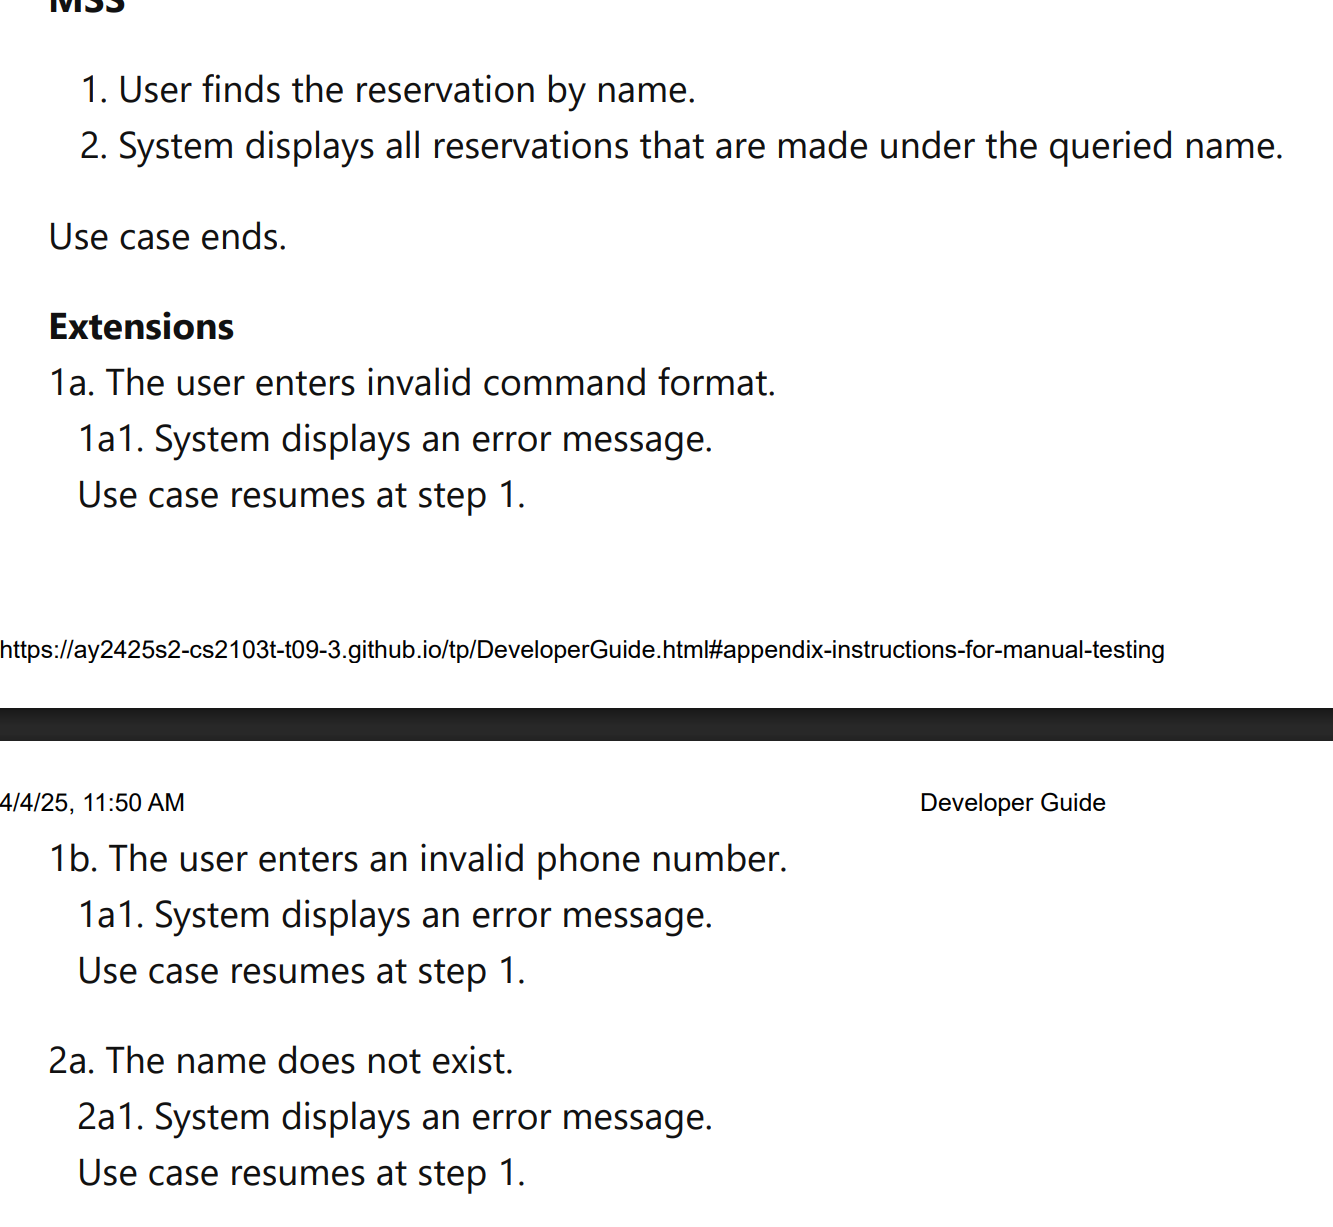 MSS
1. User finds the reservation by name.
2. System displays all reservations that are made under the queried name.
Use case ends.
Extensions
1a. The user enters invalid command format.
1a1. System displays an error message.
Use case resumes at step 1.
https://ay2425s2-cs2103t-t09-3.github.io/tp/DeveloperGuide.html#appendix-instructions-for-manual-testing
4/4/25, 11:50 AM Developer Guide
1b. The user enters an invalid phone number.
1a1. System displays an error message.
Use case resumes at step 1.
2a. The name does not exist.
2a1. System displays an error message.
Use case resumes at step 1.